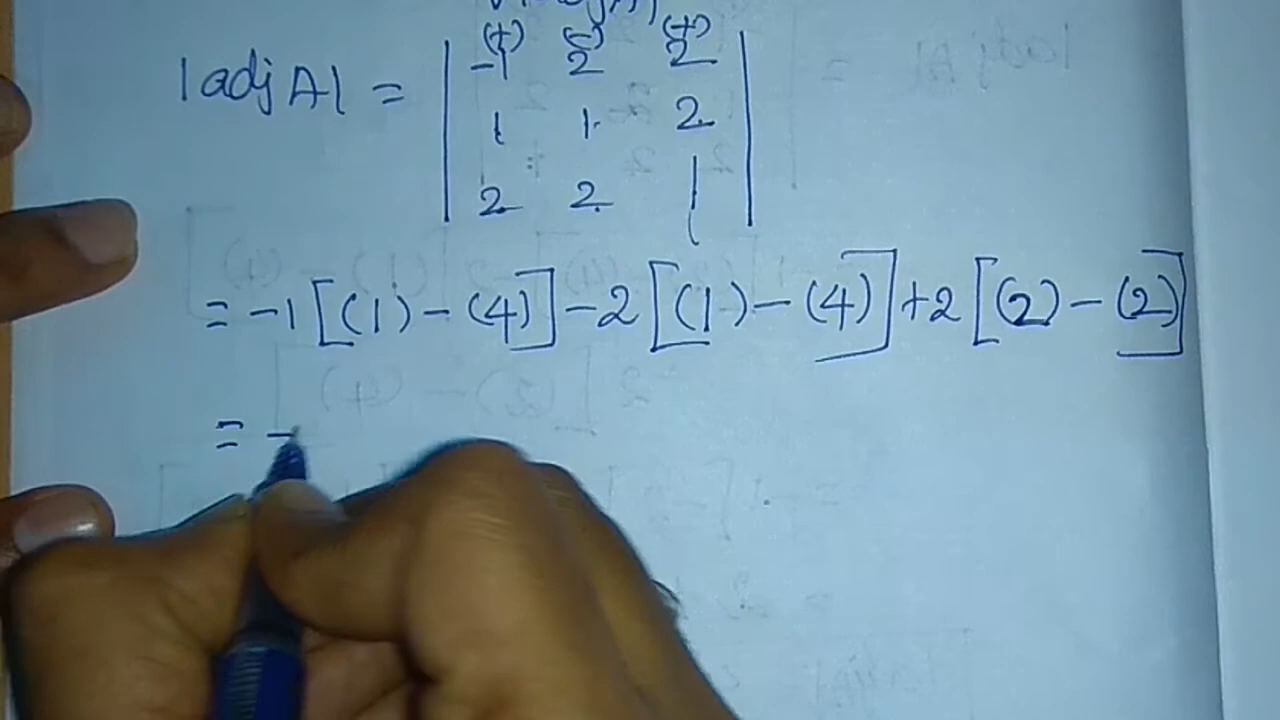 (+) (-) (+)
|adj A| = | -1 2 2 |
| 1 1 2 |
| 2 2 1 |
= -1 [(1) - (4)] - 2 [(1) - (4)] + 2 [(2) - (2)]
= -